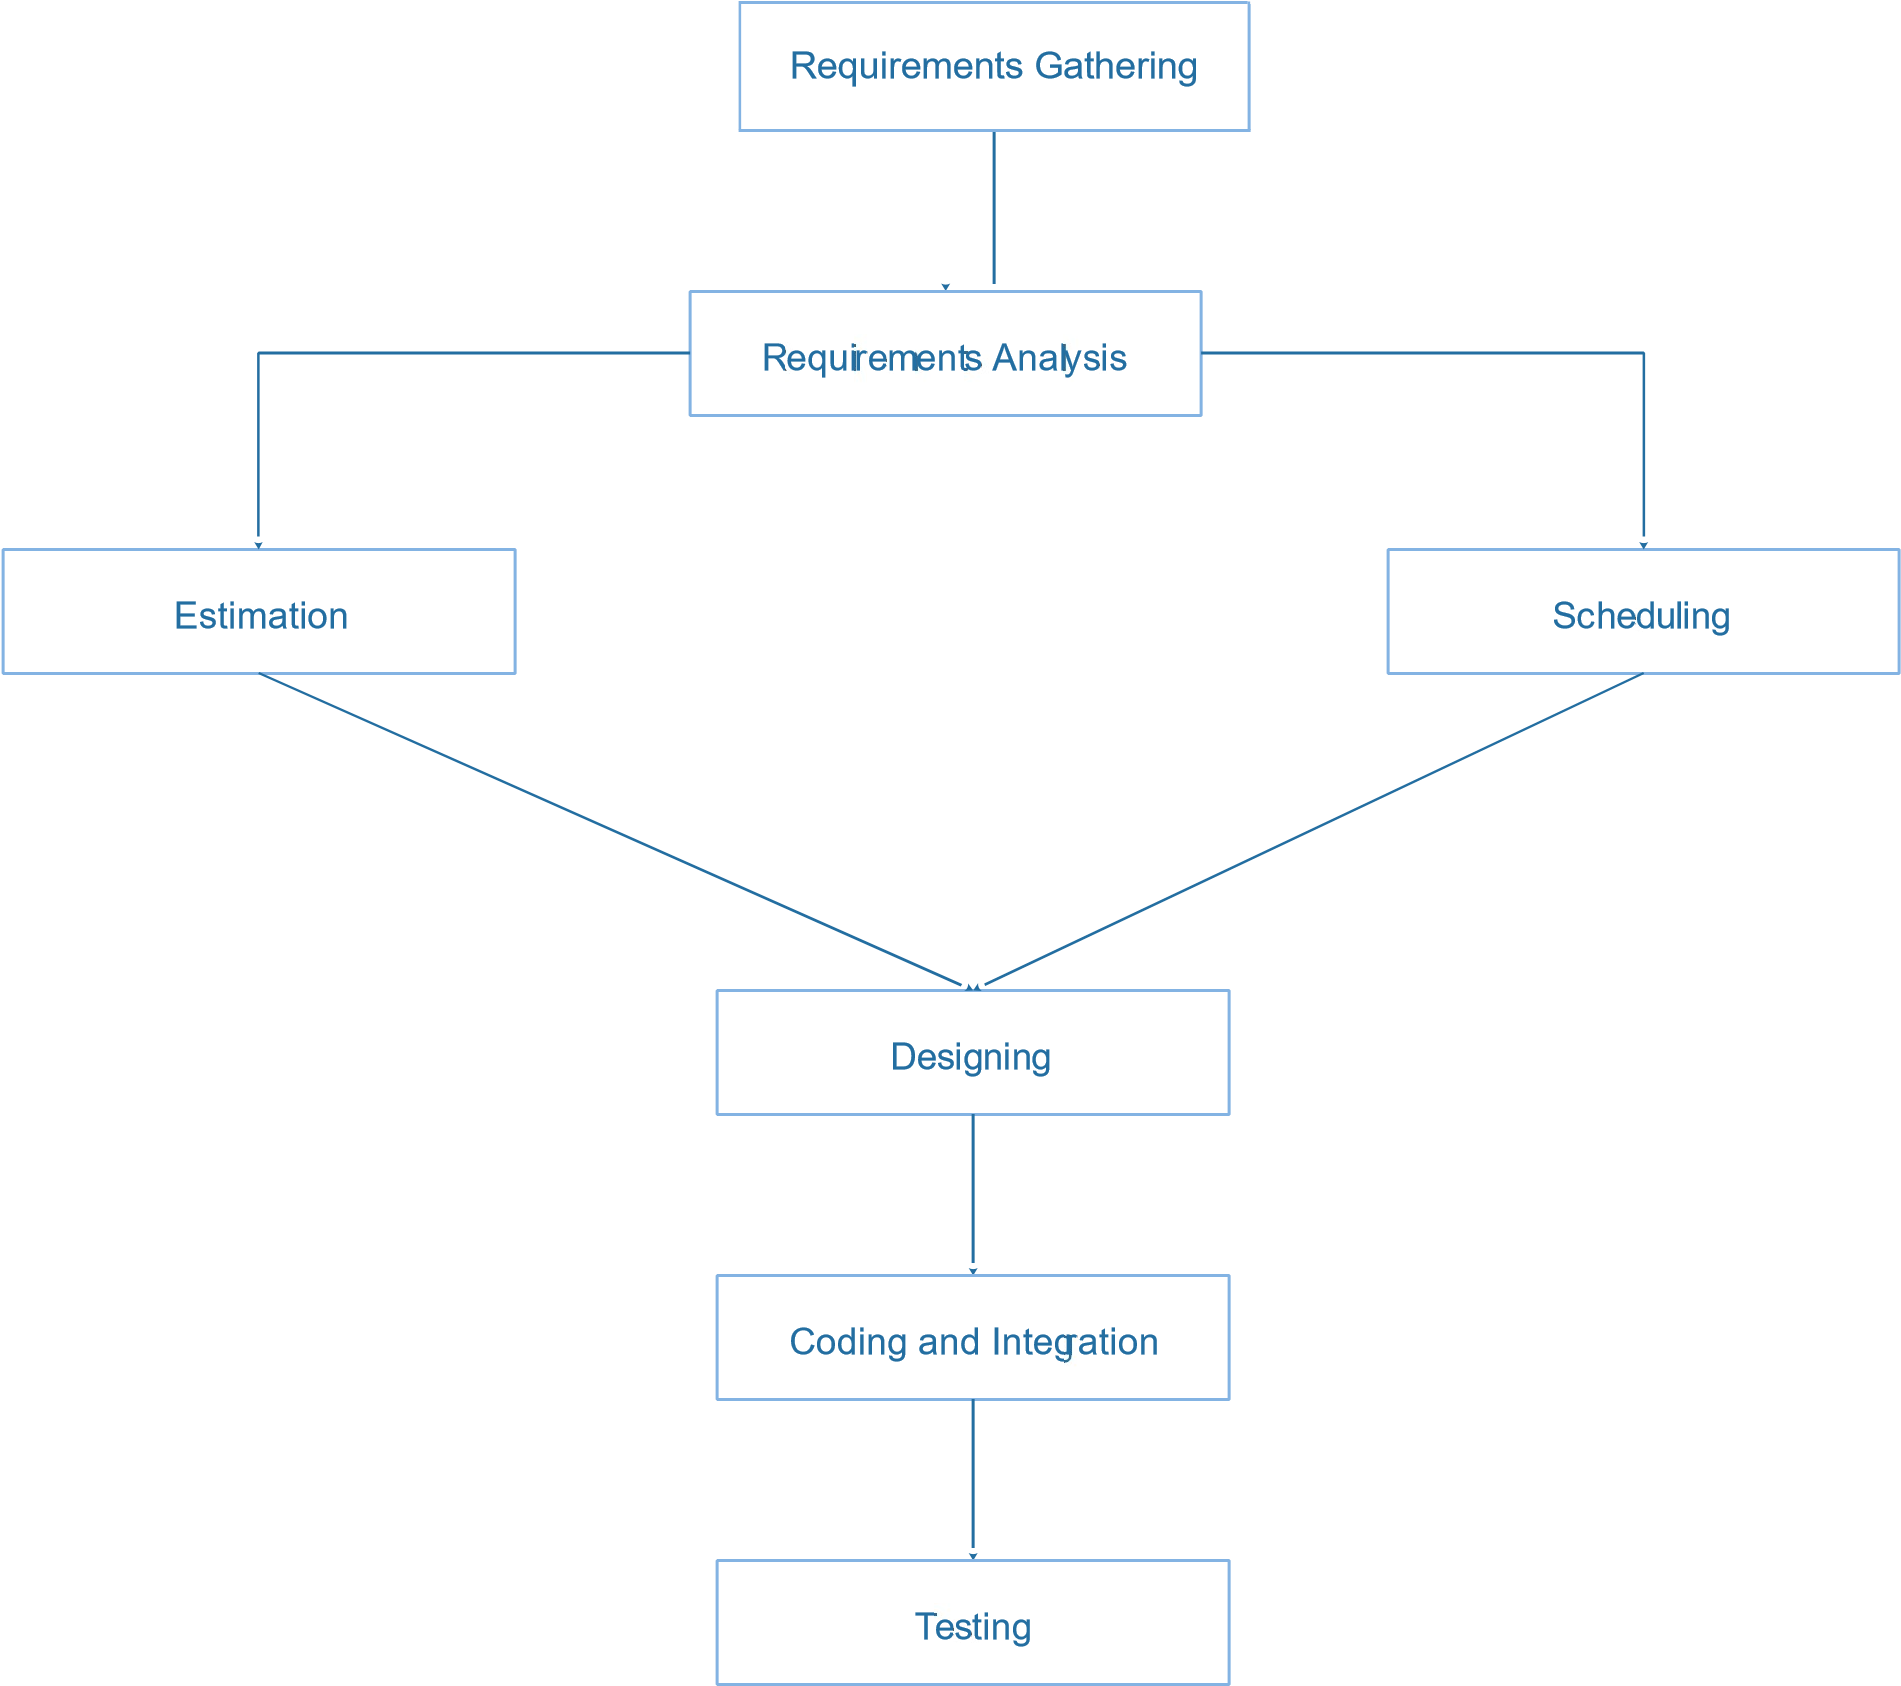 Requirements Gathering
Requirements Analysis
Estimation
Scheduling
Designing
Coding and Integration
Testing